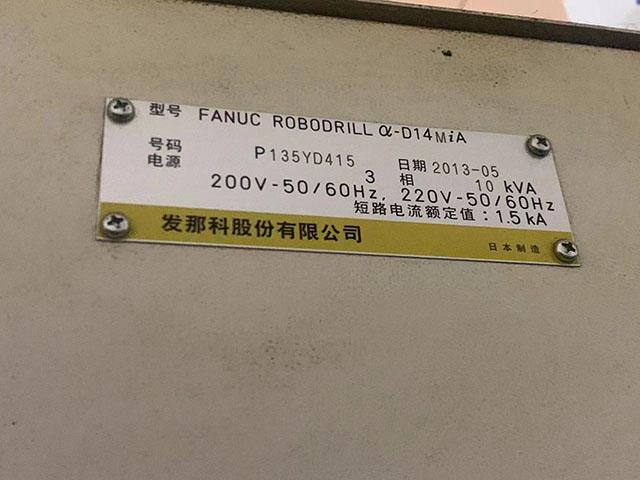 型号 FANUC ROBODRILL α-D14MiA
号码 P135YD415 日期 2013-05
电源 3 相 10 kVA
200V-50/60Hz, 220V-50/60Hz
短路电流额定值：1.5kA
发那科股份有限公司 日本制造